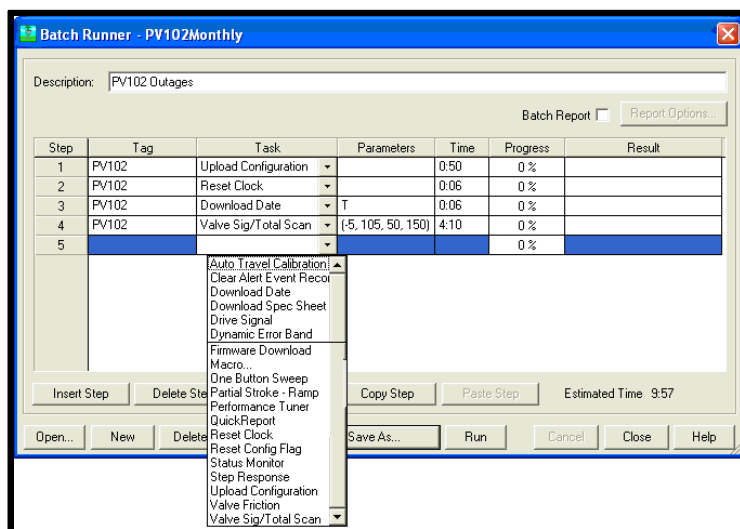 Batch Runner - PV102Monthly
Description: PV102 Outages
Batch Report Report Options...
Step Tag Task Parameters Time Progress Result
1 PV102 Upload Configuration 0:50 0 %
2 PV102 Reset Clock 0:06 0 %
3 PV102 Download Date T 0:06 0 %
4 PV102 Valve Sig/Total Scan (-5, 105, 50, 150) 4:10 0 %
5 0 %
Auto Travel Calibration
Clear Alert Event Recor
Download Date
Download Spec Sheet
Drive Signal
Dynamic Error Band
Firmware Download
Macro...
One Button Sweep
Partial Stroke - Ramp
Performance Tuner
QuickReport
Reset Clock
Reset Config Flag
Status Monitor
Step Response
Upload Configuration
Valve Friction
Valve Sig/Total Scan
Insert Step Delete Ste Copy Step Paste Step Estimated Time 9:57
Open... New Delete Save As... Run Cancel Close Help